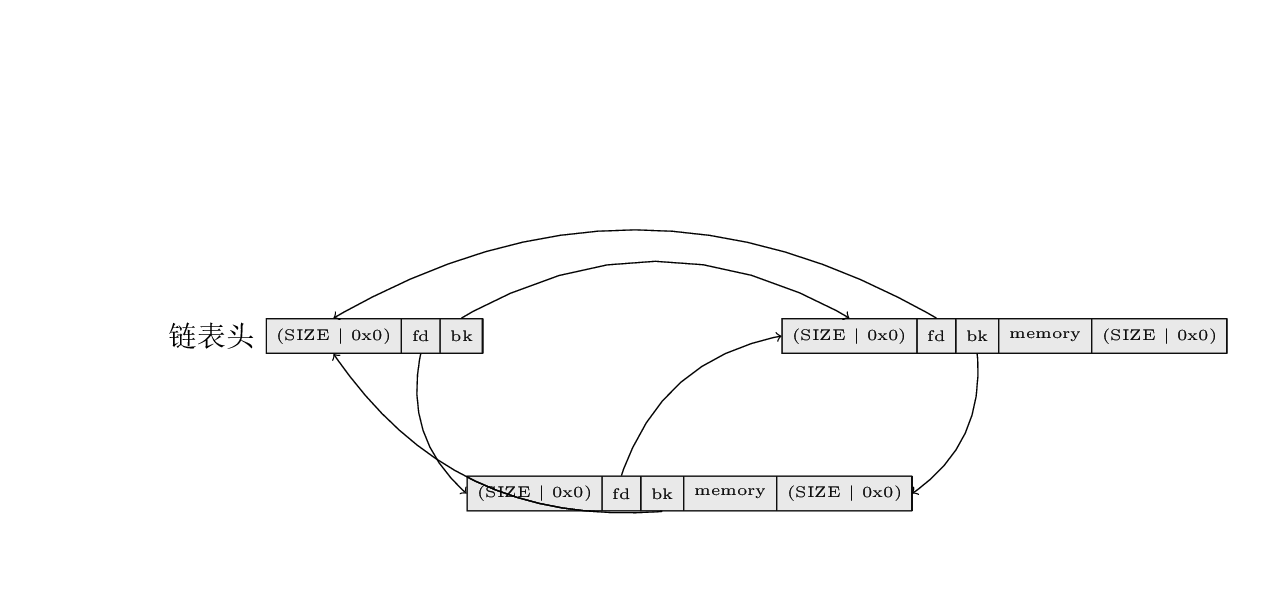 链表头 (SIZE | 0x0) fd bk (SIZE | 0x0) fd bk memory (SIZE | 0x0)
(SIZE | 0x0) fd bk memory (SIZE | 0x0)